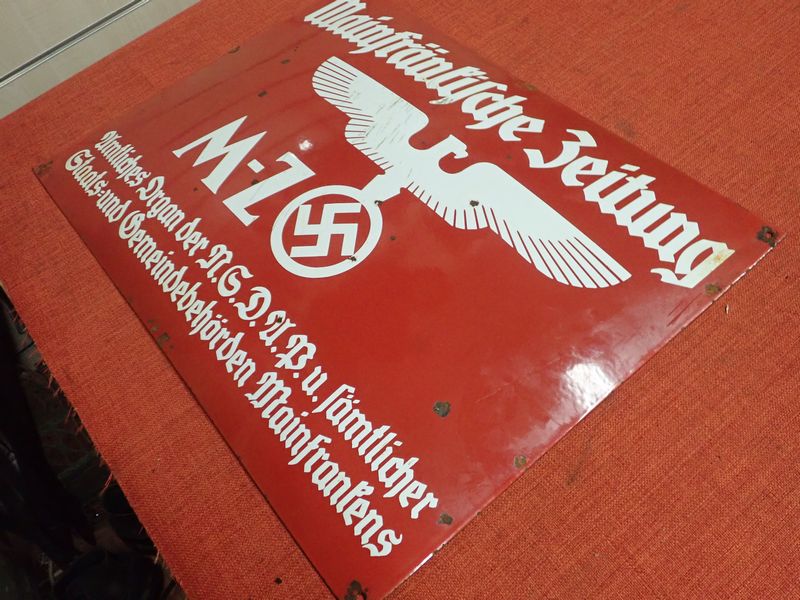 Mainfränkische Zeitung
M-Z
Amtliches Organ der N.S.D.A.P. u. sämtlicher
Staats- und Gemeindebehörden Mainfrankens